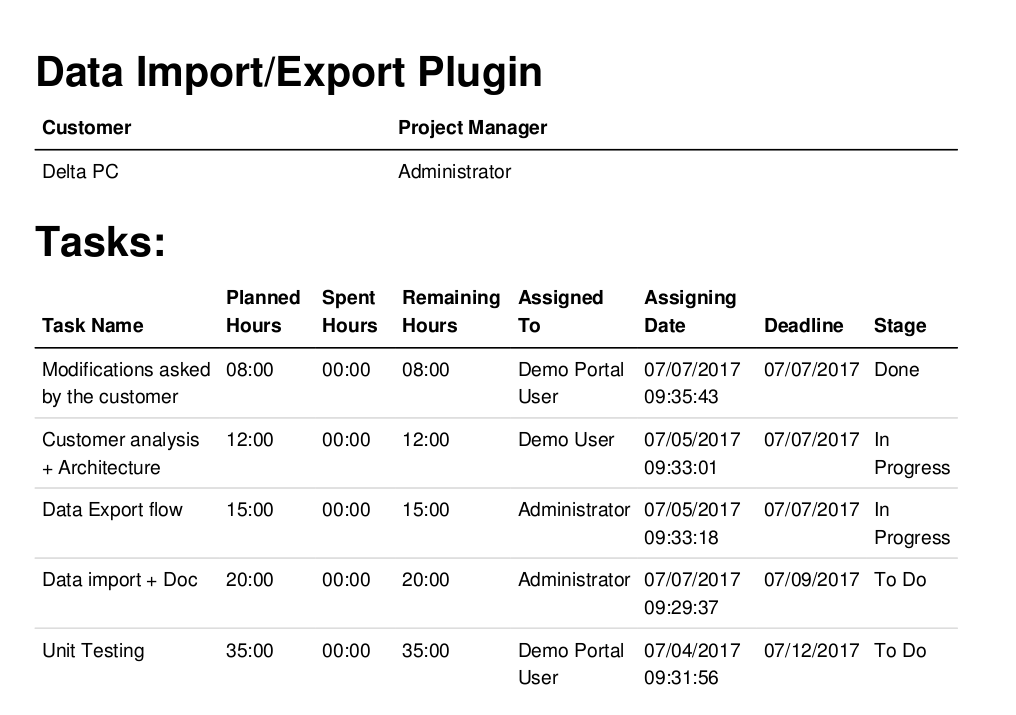 Data Import/Export Plugin
Customer Project Manager
Delta PC Administrator
Tasks:
Planned Spent Remaining Assigned Assigning
Task Name Hours Hours Hours To Date Deadline Stage
Modifications asked 08:00 00:00 08:00 Demo Portal 07/07/2017 07/07/2017 Done
by the customer User 09:35:43
Customer analysis 12:00 00:00 12:00 Demo User 07/05/2017 07/07/2017 In
+ Architecture 09:33:01 Progress
Data Export flow 15:00 00:00 15:00 Administrator 07/05/2017 07/07/2017 In
09:33:18 Progress
Data import + Doc 20:00 00:00 20:00 Administrator 07/07/2017 07/09/2017 To Do
09:29:37
Unit Testing 35:00 00:00 35:00 Demo Portal 07/04/2017 07/12/2017 To Do
User 09:31:56